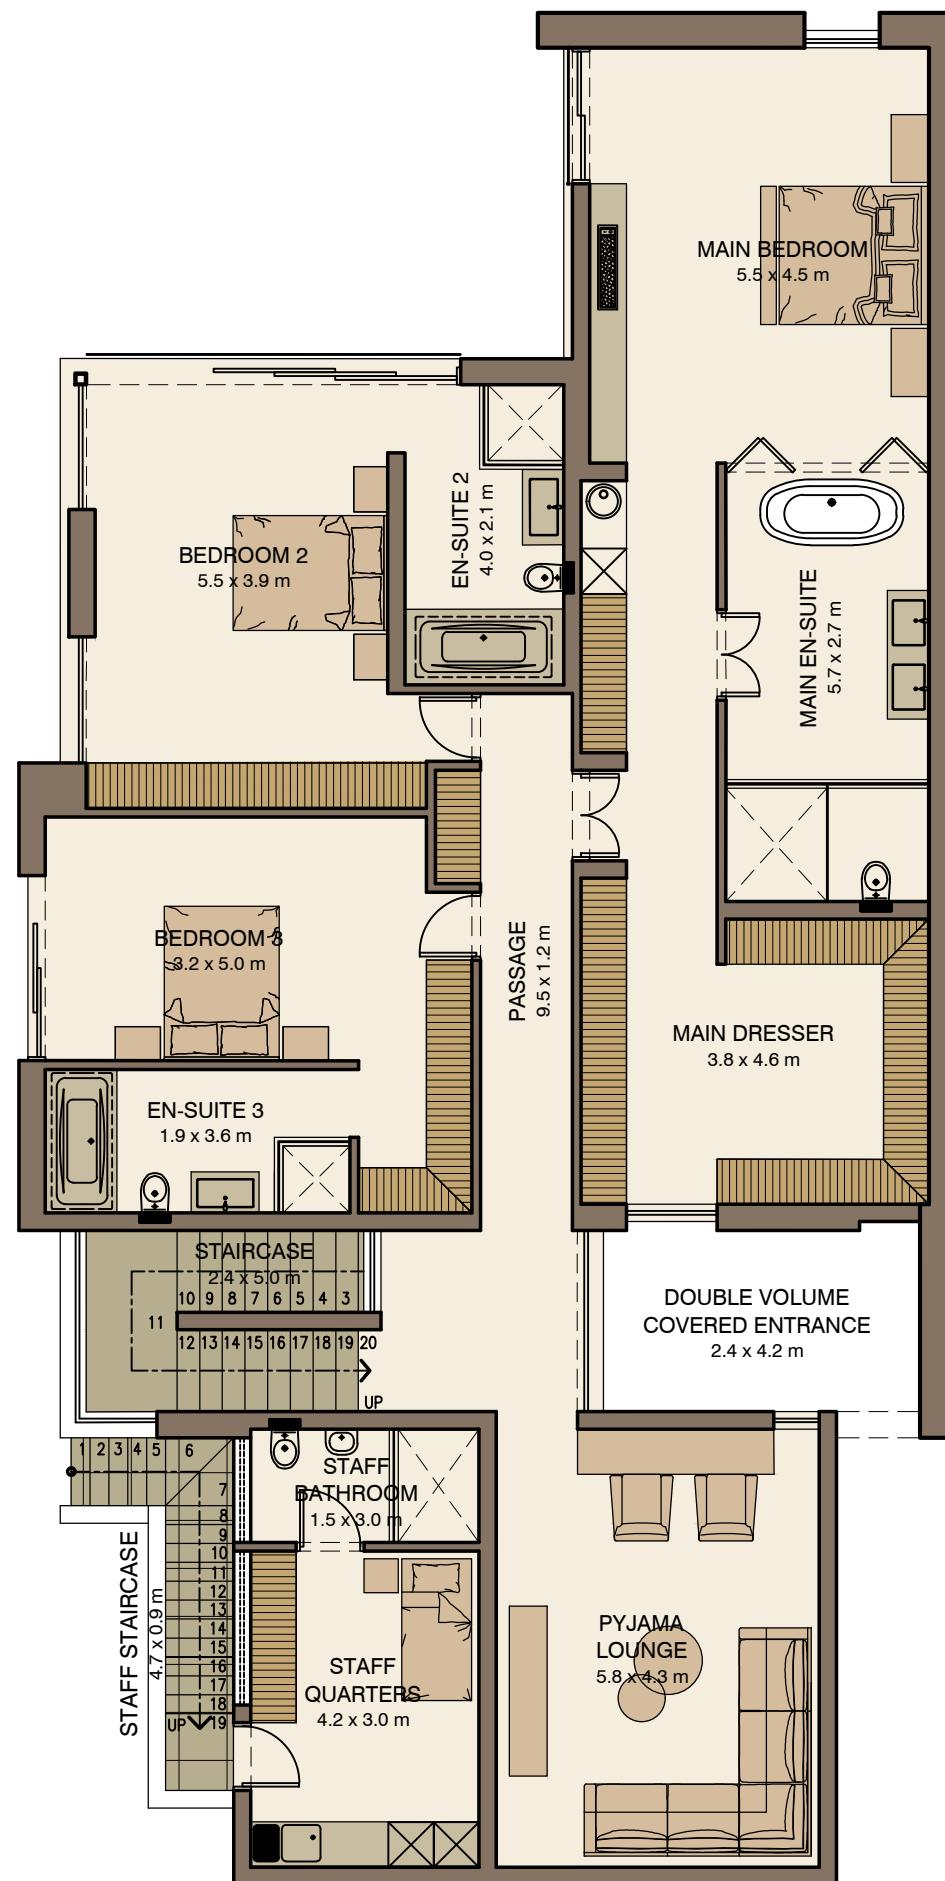 MAIN BEDROOM
5.5 x 4.5 m
BEDROOM 2
5.5 x 3.9 m
EN-SUITE 2
4.0 x 2.1 m
MAIN EN-SUITE
5.7 x 2.7 m
BEDROOM 3
3.2 x 5.0 m
PASSAGE
9.5 x 1.2 m
MAIN DRESSER
3.8 x 4.6 m
EN-SUITE 3
1.9 x 3.6 m
STAIRCASE
2.4 x 5.0 m
10 9 8 7 6 5 4 3
11
12 13 14 15 16 17 18 19 20
UP
DOUBLE VOLUME
COVERED ENTRANCE
2.4 x 4.2 m
STAFF
BATHROOM
1.5 x 3.0 m
1 2 3 4 5 6
7
8
9
10
11
12
13
14
15
16
17
18
UP 19
STAFF STAIRCASE
4.7 x 0.9 m
STAFF
QUARTERS
4.2 x 3.0 m
PYJAMA
LOUNGE
5.8 x 4.3 m